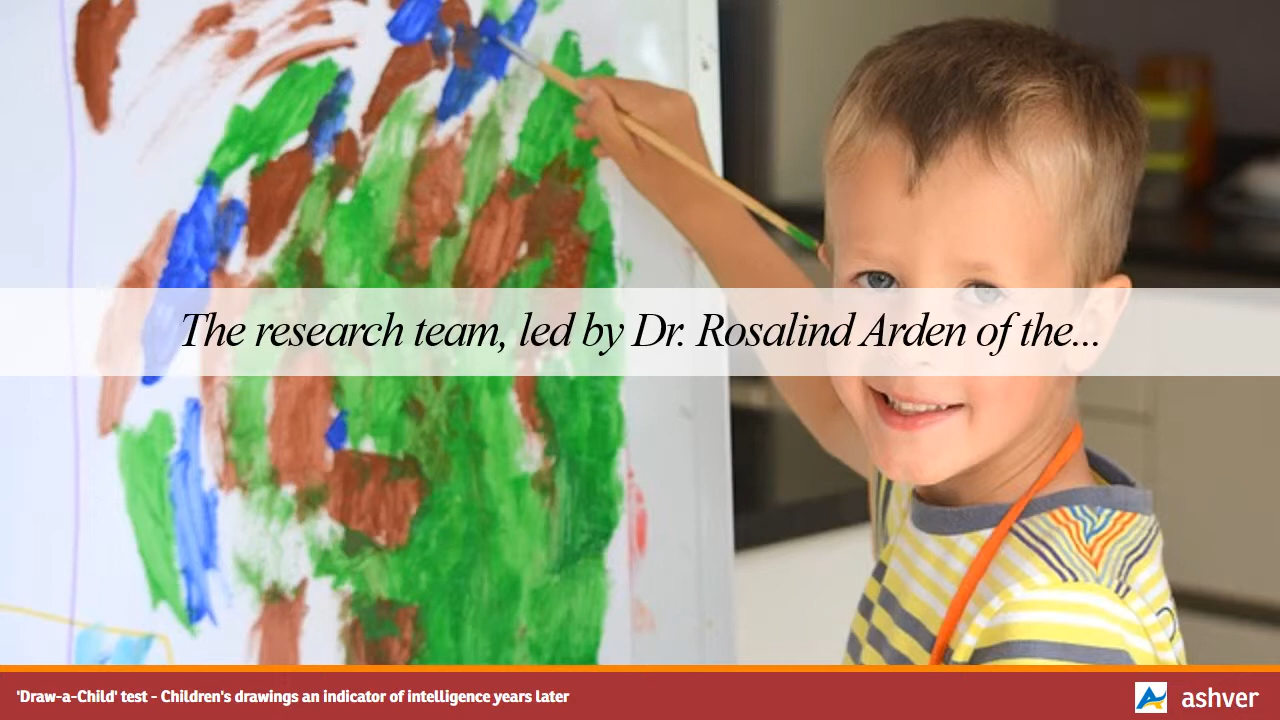 The research team, led by Dr. Rosalind Arden of the...
'Draw-a-Child' test - Children's drawings an indicator of intelligence years later
ashver